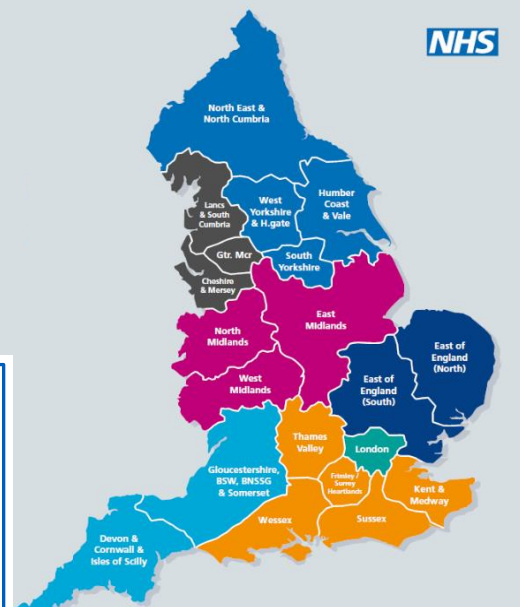 NHS
North East &
North Cumbria
Lancs
& South
Cumbria
West
Yorkshire
& H.gate
Humber
Coast
& Vale
Gtr. Mcr
South
Yorkshire
Cheshire
& Mersey
North
Midlands
East
Midlands
East of
England
(North)
West
Midlands
East of
England
(South)
Thames
Valley
London
Gloucestershire,
BSW, BNSSG
& Somerset
Frimley /
Surrey
Heartlands
Kent &
Medway
Wessex
Sussex
Devon &
Cornwall &
Isles of Scilly